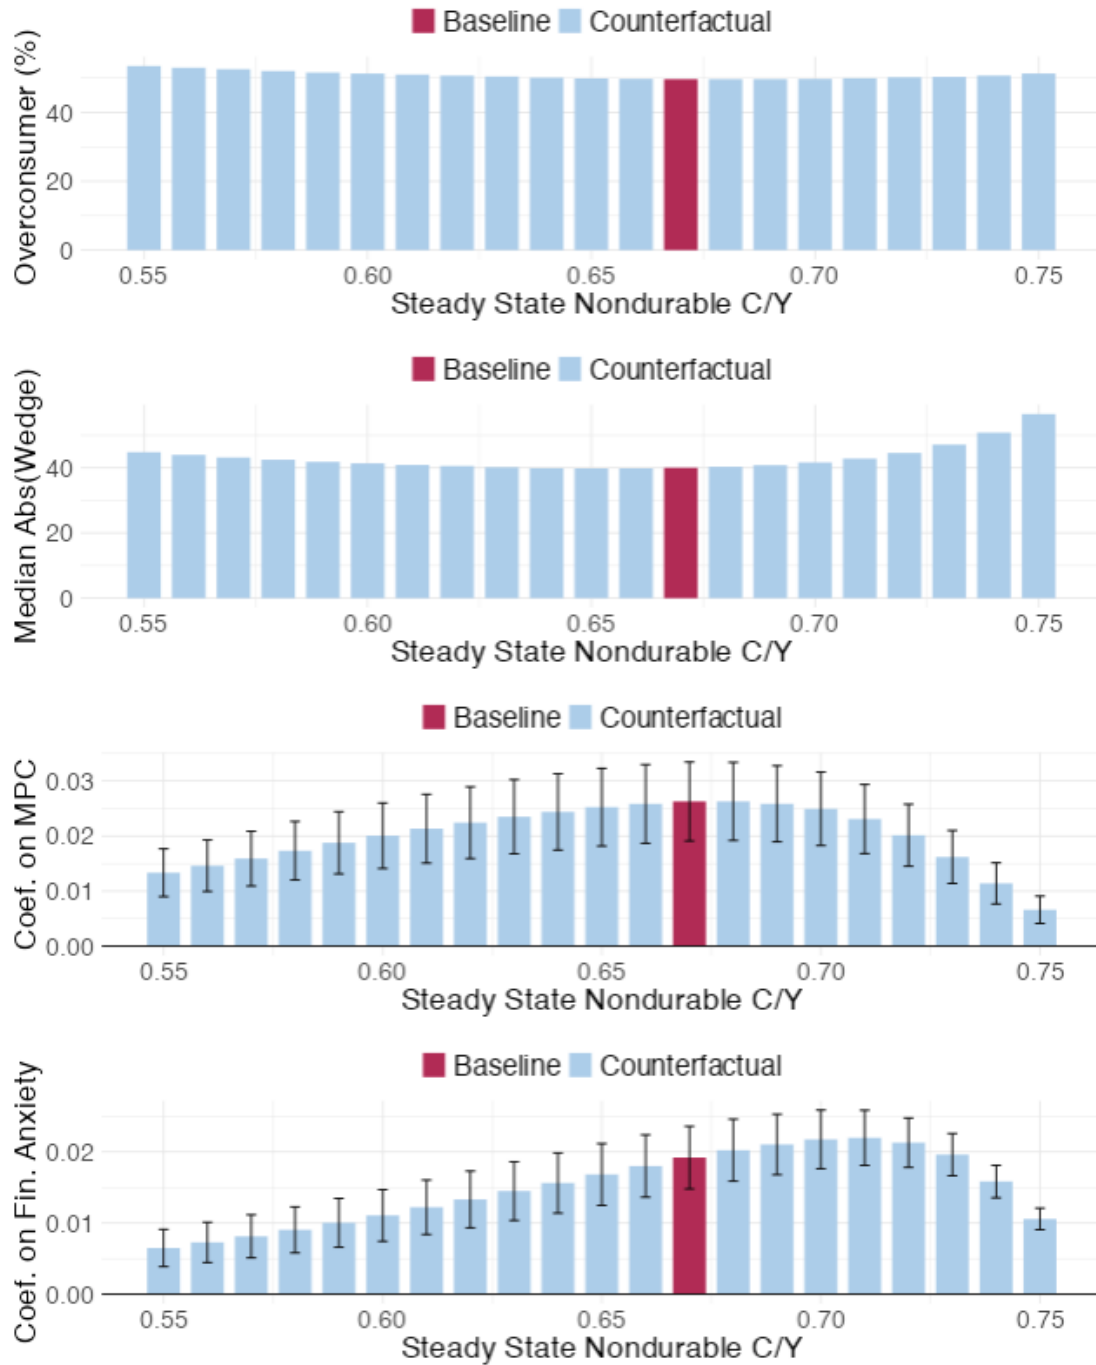 Baseline Counterfactual
Overconsumer (%)
40
20
0
0.55 0.60 0.65 0.70 0.75
Steady State Nondurable C/Y
Baseline Counterfactual
Median Abs(Wedge)
40
20
0
0.55 0.60 0.65 0.70 0.75
Steady State Nondurable C/Y
Baseline Counterfactual
Coef. on MPC
0.03
0.02
0.01
0.00
0.55 0.60 0.65 0.70 0.75
Steady State Nondurable C/Y
Baseline Counterfactual
Coef. on Fin. Anxiety
0.02
0.01
0.00
0.55 0.60 0.65 0.70 0.75
Steady State Nondurable C/Y